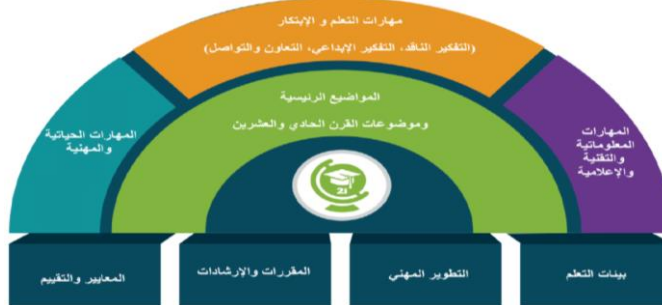 مهارات التعلم و الإبتكار
(التفكير الناقد، التفكير الإبداعي، التعاون والتواصل)
المهارات
المعلوماتية
والتقنية
والإعلامية
المواضيع الرئيسية
وموضوعات القرن الحادي والعشرين
المهارات الحياتية
والمهنية
21
بيئات التعلم
التطوير المهني
المقررات والإرشادات
المعايير والتقييم